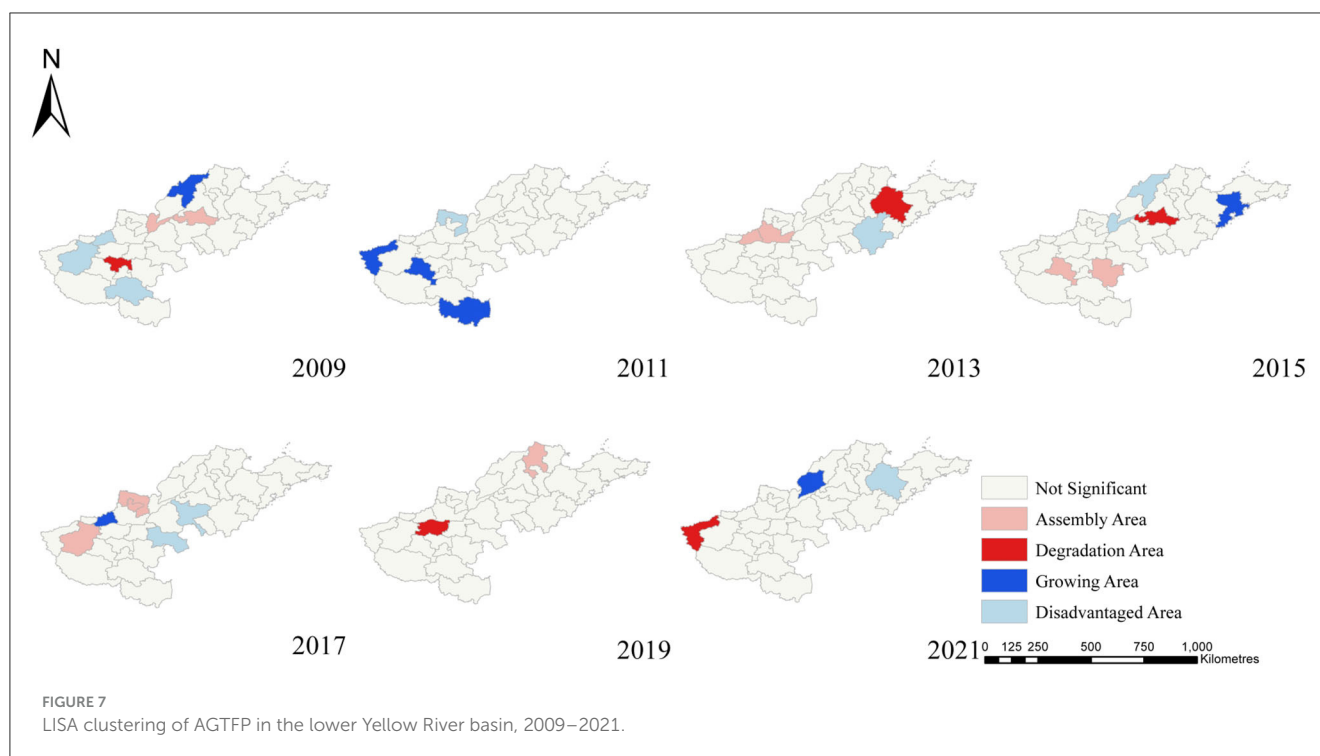 N
2009
2011
2013
2015
2017
2019
2021
Not Significant
Assembly Area
Degradation Area
Growing Area
Disadvantaged Area
0 125 250 500 750 1,000
Kilometres
FIGURE 7
LISA clustering of AGTFP in the lower Yellow River basin, 2009–2021.